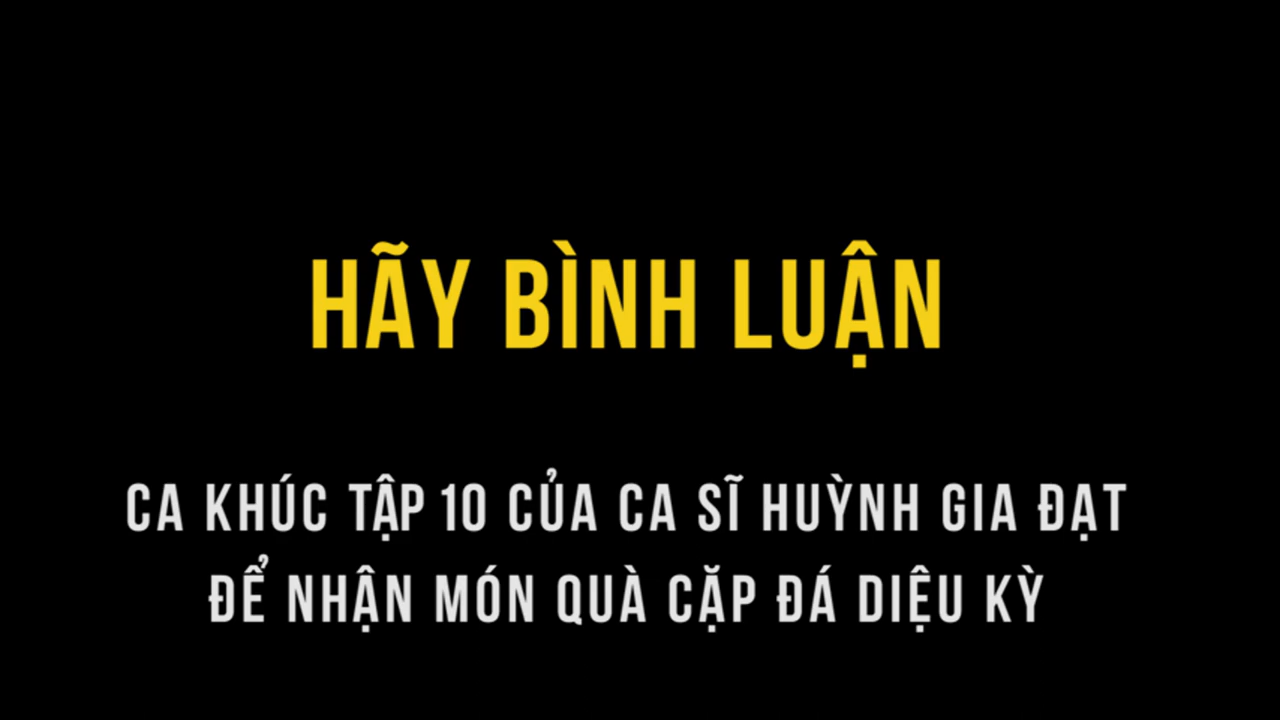 HÃY BÌNH LUẬN
CA KHÚC TẬP 10 CỦA CA SĨ HUỲNH GIA ĐẠT
ĐỂ NHẬN MÓN QUÀ CẶP ĐÁ DIỆU KỲ